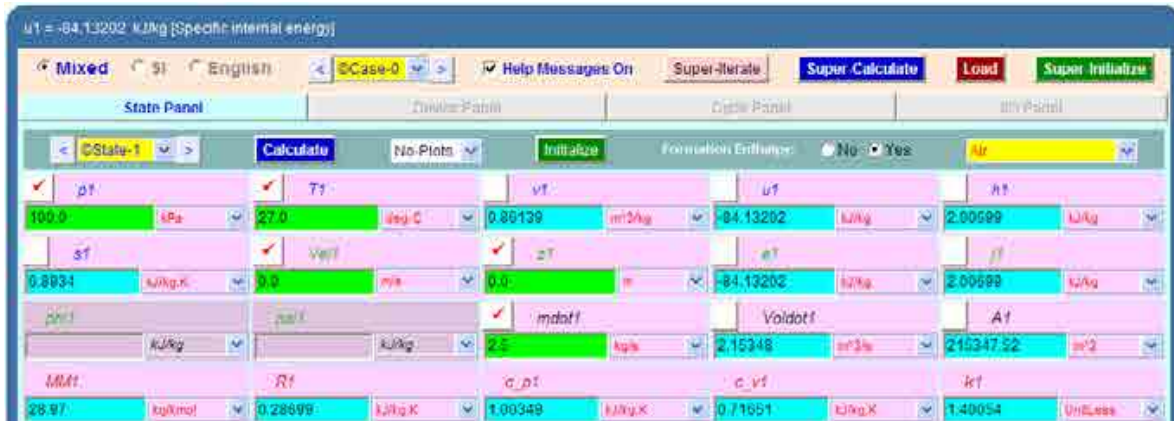 u1 = -84.13202 kJ/kg [Specific internal energy]
Mixed SI English < ©Case-0 > Help Messages On Super-Iterate Super-Calculate Load Super-Initialize
State Panel Device Panel Cycle Panel I/O Panel
< ©State-1 > Calculate No-Plots Initialize Formation Enthalpy: No Yes Air
p1 T1 v1 u1 h1
100.0 kPa 27.0 deg-C 0.86139 m^3/kg -84.13202 kJ/kg 2.00599 kJ/kg
s1 Vel1 z1 e1 j1
6.8934 kJ/kg.K 0.0 m/s 0.0 m -84.13202 kJ/kg 2.00599 kJ/kg
phi1 psi1 mdot1 Voldot1 A1
kJ/kg kJ/kg 2.5 kg/s 2.15348 m^3/s 215347.52 m^2
MM1 R1 c_p1 c_v1 k1
28.97 kg/kmol 0.28699 kJ/kg.K 1.00349 kJ/kg.K 0.71651 kJ/kg.K 1.40054 UnitLess